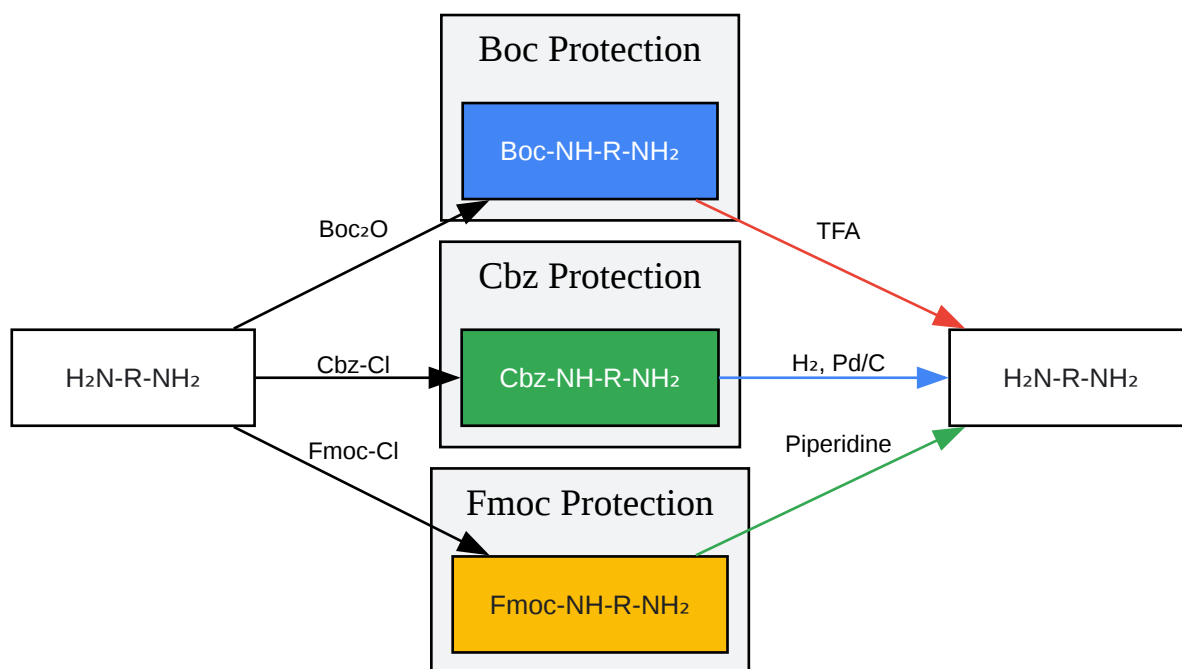 Boc Protection
Boc-NH-R-NH₂
Boc₂O
TFA
Cbz Protection
H₂N-R-NH₂
Cbz-Cl
Cbz-NH-R-NH₂
H₂, Pd/C
H₂N-R-NH₂
Fmoc-Cl
Piperidine
Fmoc Protection
Fmoc-NH-R-NH₂